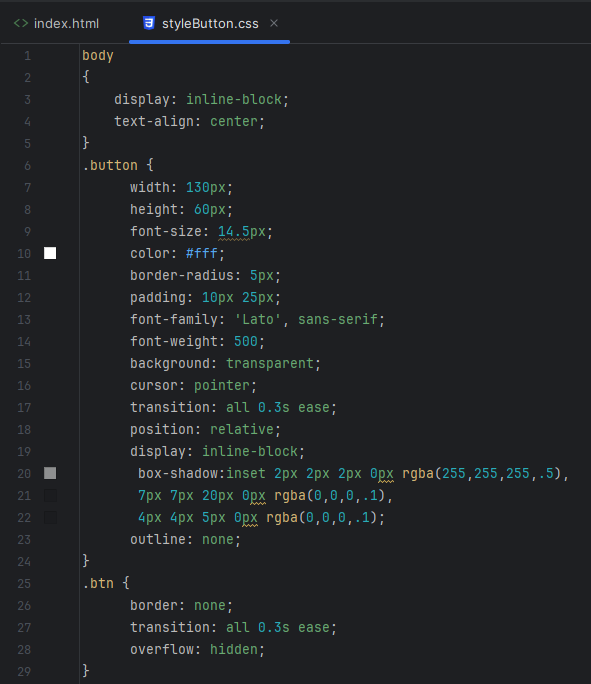 index.html styleButton.css
1 body
2 {
3 display: inline-block;
4 text-align: center;
5 }
6 .button {
7 width: 130px;
8 height: 60px;
9 font-size: 14.5px;
10 color: #fff;
11 border-radius: 5px;
12 padding: 10px 25px;
13 font-family: 'Lato', sans-serif;
14 font-weight: 500;
15 background: transparent;
16 cursor: pointer;
17 transition: all 0.3s ease;
18 position: relative;
19 display: inline-block;
20 box-shadow:inset 2px 2px 2px 0px rgba(255,255,255,.5),
21 7px 7px 20px 0px rgba(0,0,0,.1),
22 4px 4px 5px 0px rgba(0,0,0,.1);
23 outline: none;
24 }
25 .btn {
26 border: none;
27 transition: all 0.3s ease;
28 overflow: hidden;
29 }